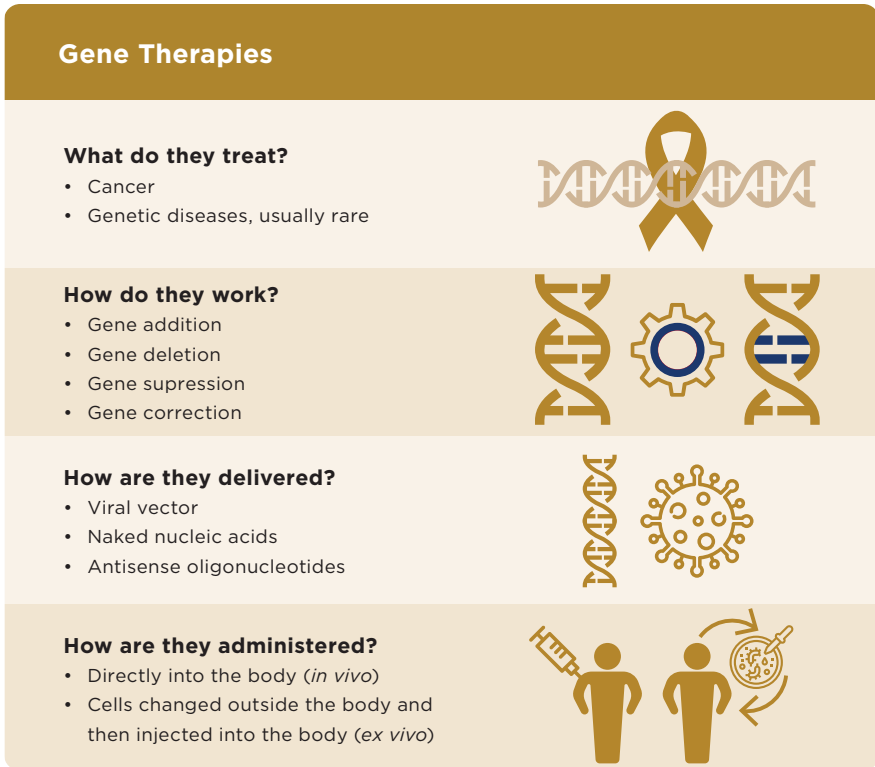 Gene Therapies
What do they treat?
• Cancer
• Genetic diseases, usually rare
How do they work?
• Gene addition
• Gene deletion
• Gene supression
• Gene correction
How are they delivered?
• Viral vector
• Naked nucleic acids
• Antisense oligonucleotides
How are they administered?
• Directly into the body (in vivo)
• Cells changed outside the body and
then injected into the body (ex vivo)